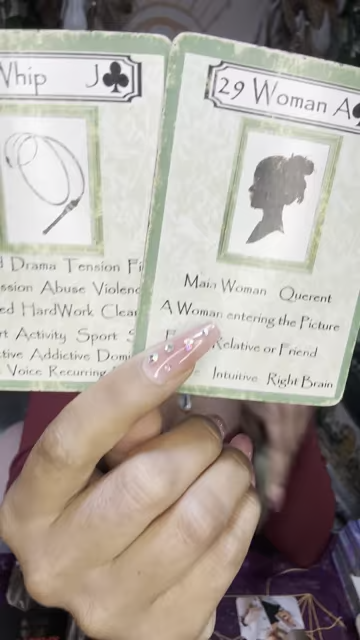 Whip J♣
Drama Tension
Abuse
HardWork
Activity Sport
Addictive
Voice Recurring
29 Woman A♠
Main Woman Querent
A Woman entering the Picture
Relative or Friend
Intuitive Right Brain